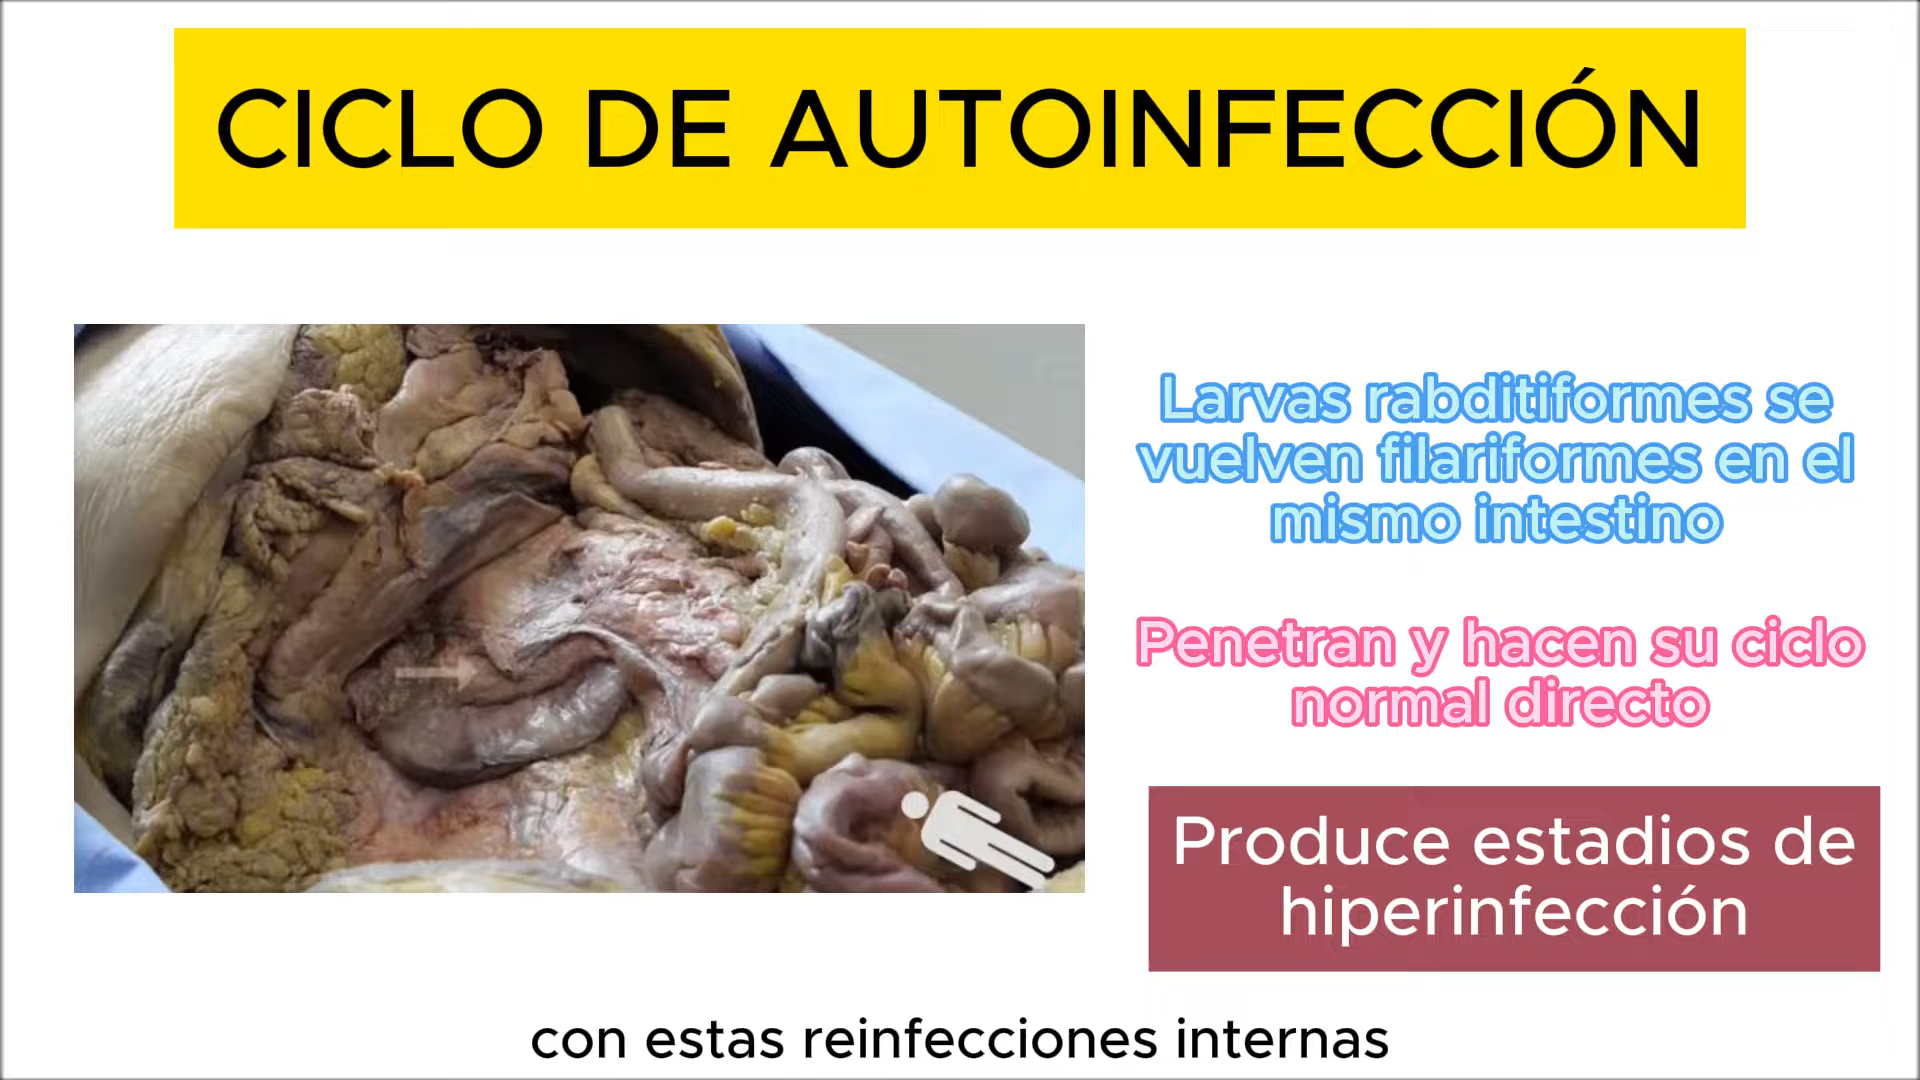 CICLO DE AUTOINFECCIÓN
Larvas rabditiformes se
vuelven filariformes en el
mismo intestino
Penetran y hacen su ciclo
normal directo
Produce estadios de
hiperinfección
con estas reinfecciones internas